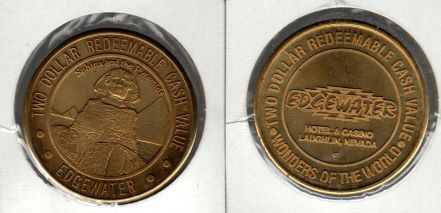 TWO DOLLAR REDEEMABLE CASH VALUE
Sphinx and the Pyramids
EDGEWATER
TWO DOLLAR REDEEMABLE CASH VALUE
EDGEWATER
HOTEL & CASINO
LAUGHLIN, NEVADA
WONDERS OF THE WORLD